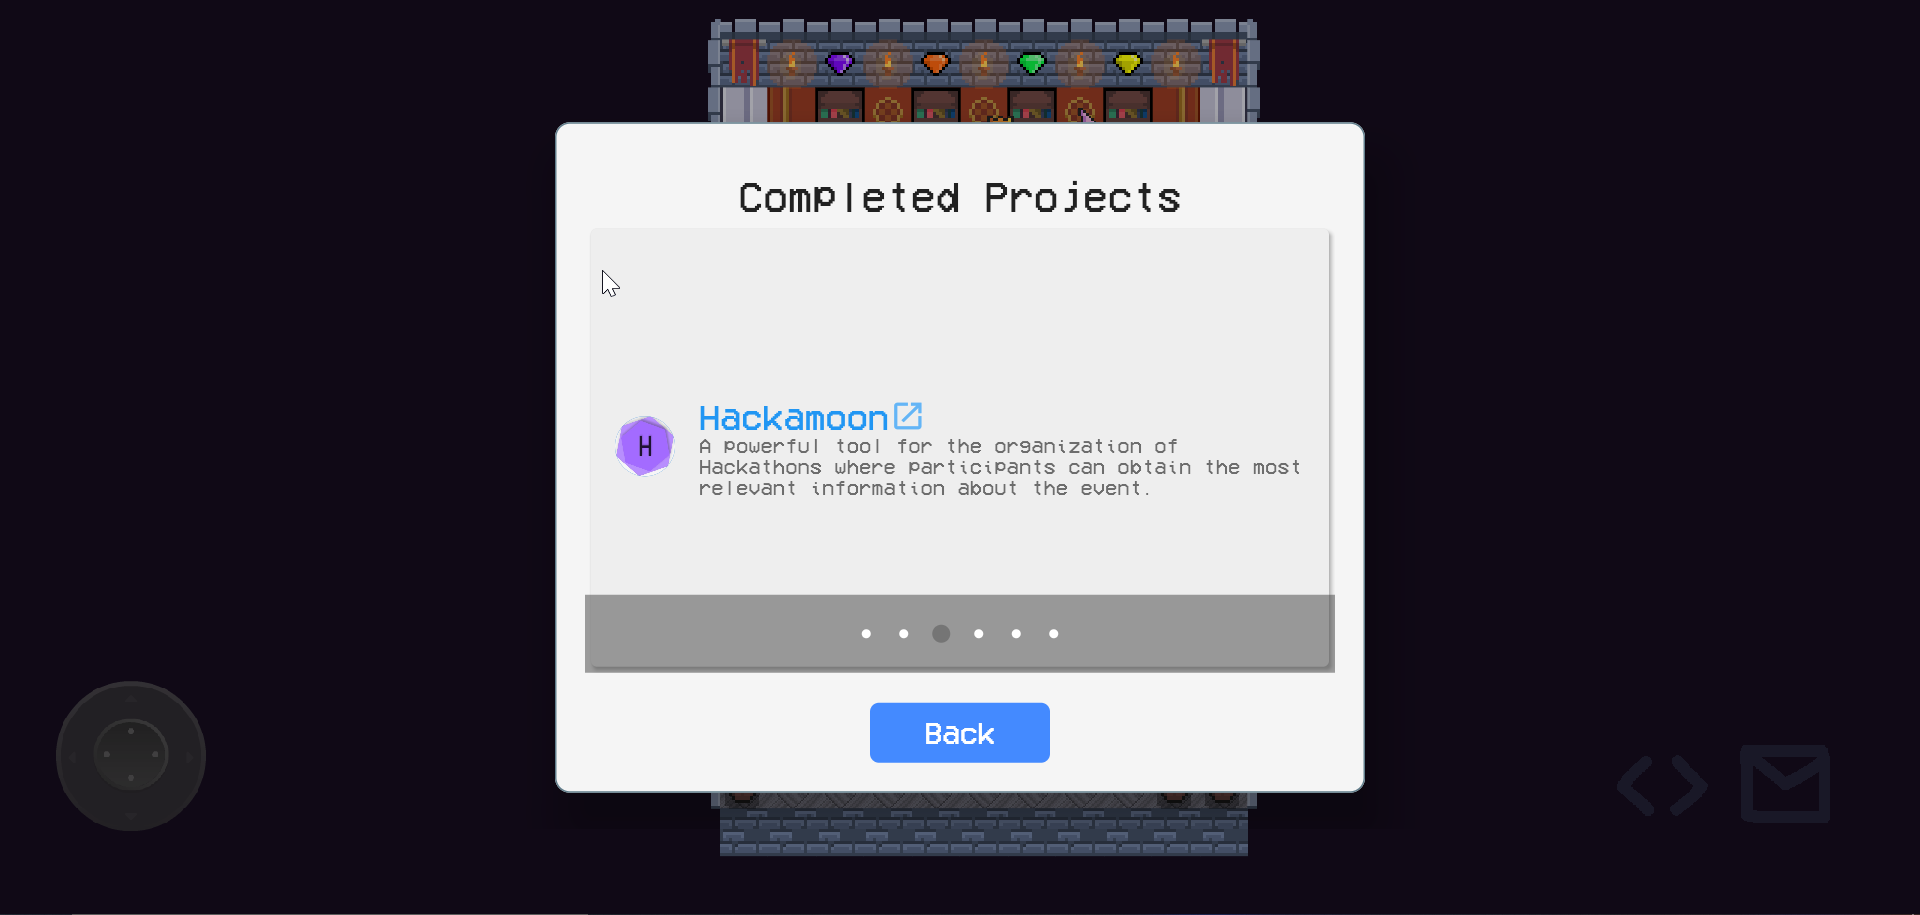 Completed Projects
Hackamoon
H
A powerful tool for the organization of
Hackathons where participants can obtain the most
relevant information about the event.
Back